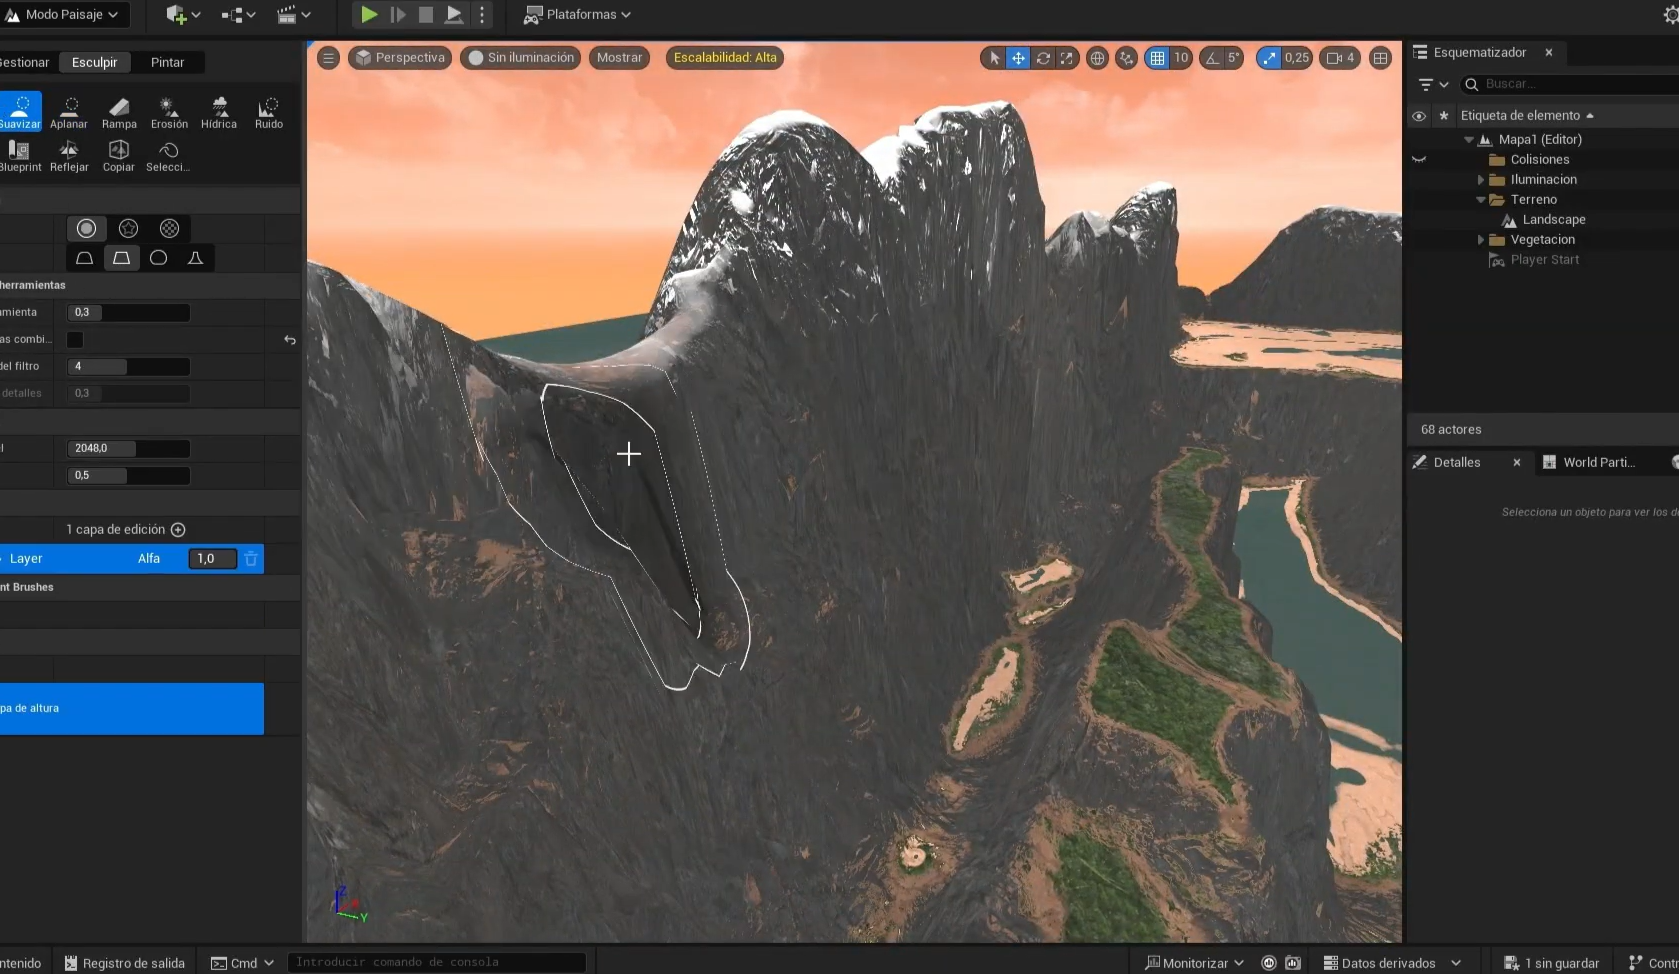 Modo Paisaje
Plataformas
Gestionar Esculpir Pintar
Suavizar Aplanar Rampa Erosión Hídrica Ruido
Blueprint Reflejar Copiar Selecci...
herramientas
amienta 0,3
as combi...
del filtro 4
detalles 0,3
l 2048,0
0,5
1 capa de edición
Layer Alfa 1,0
nt Brushes
pa de altura
Perspectiva Sin iluminación Mostrar Escalabilidad: Alta 10 5° 0,25 4
Z
Y
Esquematizador
Buscar...
Etiqueta de elemento
Mapa1 (Editor)
Colisiones
Iluminacion
Terreno
Landscape
Vegetacion
Player Start
68 actores
Detalles World Parti...
Selecciona un objeto para ver los de
ntenido Registro de salida Cmd Introducir comando de consola Monitorizar Datos derivados 1 sin guardar Conti